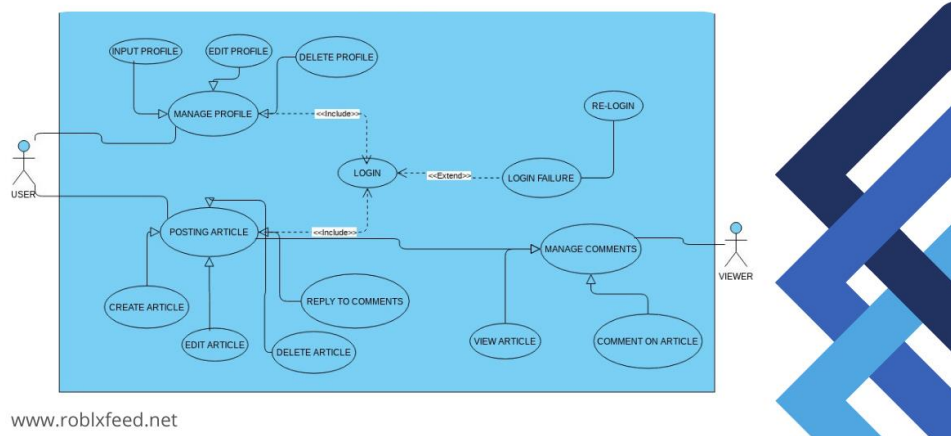 INPUT PROFILE
EDIT PROFILE
DELETE PROFILE
MANAGE PROFILE
<<Include>>
RE-LOGIN
LOGIN
<<Extend>>
LOGIN FAILURE
USER
POSTING ARTICLE
<<Include>>
MANAGE COMMENTS
VIEWER
CREATE ARTICLE
REPLY TO COMMENTS
EDIT ARTICLE
DELETE ARTICLE
VIEW ARTICLE
COMMENT ON ARTICLE
www.roblxfeed.net